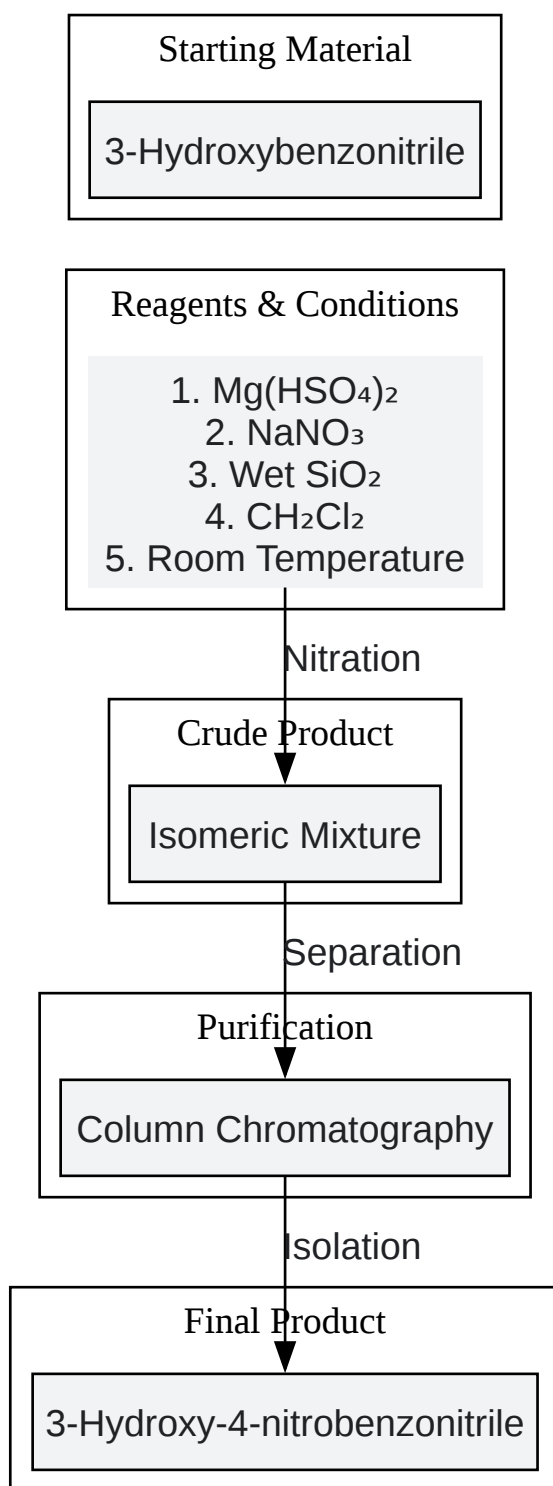 Starting Material
3-Hydroxybenzonitrile
Reagents & Conditions
1. Mg(HSO₄)₂
2. NaNO₃
3. Wet SiO₂
4. CH₂Cl₂
5. Room Temperature
Nitration
Crude Product
Isomeric Mixture
Separation
Purification
Column Chromatography
Isolation
Final Product
3-Hydroxy-4-nitrobenzonitrile